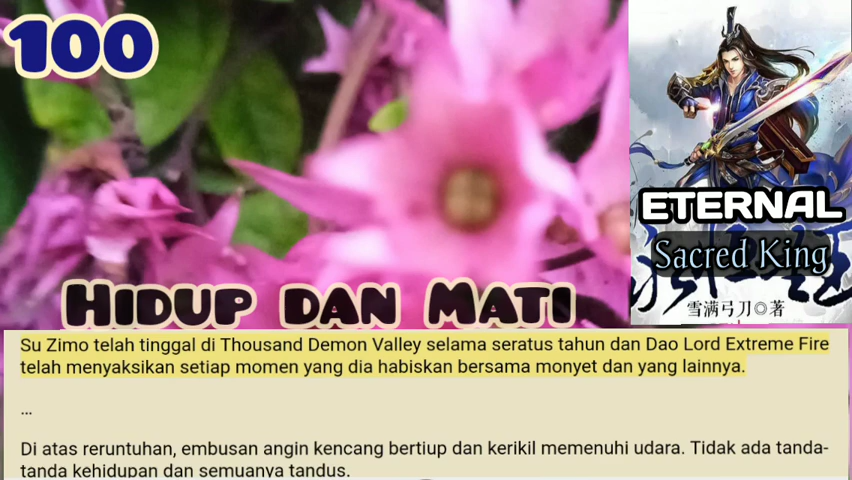 100
ETERNAL
Sacred King
雪满弓刀◎著
HIDUP DAN MATI
Su Zimo telah tinggal di Thousand Demon Valley selama seratus tahun dan Dao Lord Extreme Fire
telah menyaksikan setiap momen yang dia habiskan bersama monyet dan yang lainnya.
...
Di atas reruntuhan, embusan angin kencang bertiup dan kerikil memenuhi udara. Tidak ada tanda-
tanda kehidupan dan semuanya tandus.